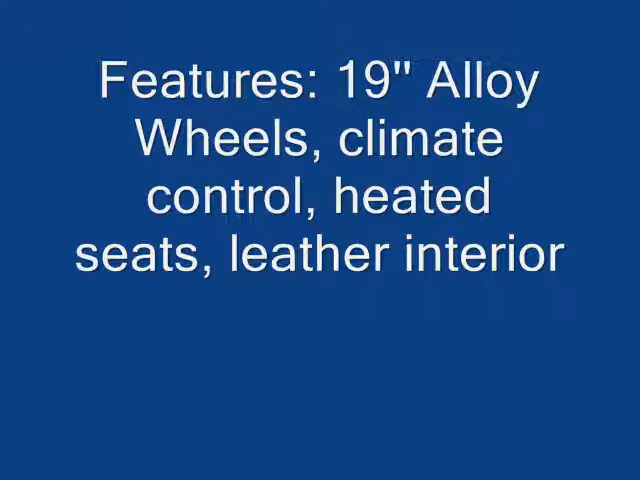 Features: 19" Alloy
Wheels, climate
control, heated
seats, leather interior